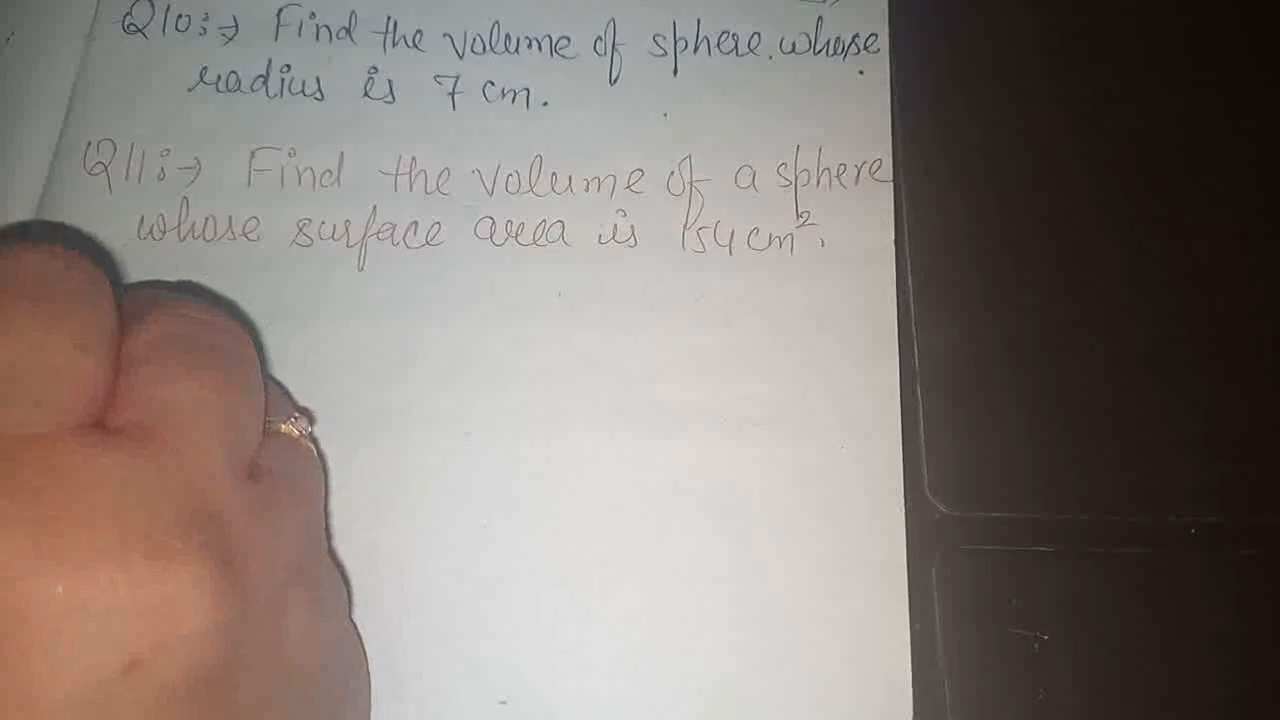 Q10:→ Find the volume of sphere whose
radius is 7 cm.
Q11:→ Find the volume of a sphere
whose surface area is 154 cm².